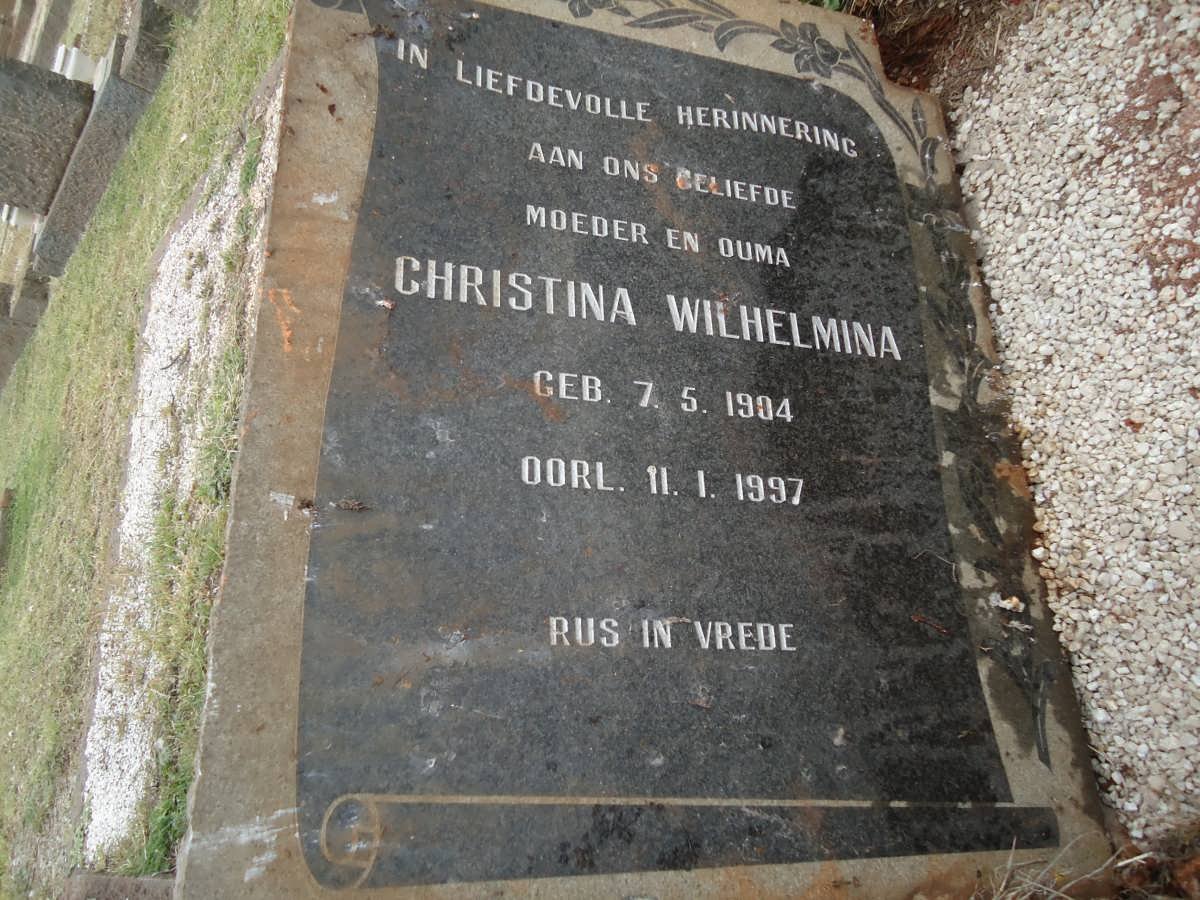 IN LIEFDEVOLLE HERINNERING
AAN ONS GELIEFDE
MOEDER EN OUMA
CHRISTINA WILHELMINA
GEB. 7. 5. 1904
OORL. 11. 1. 1997
RUS IN VREDE